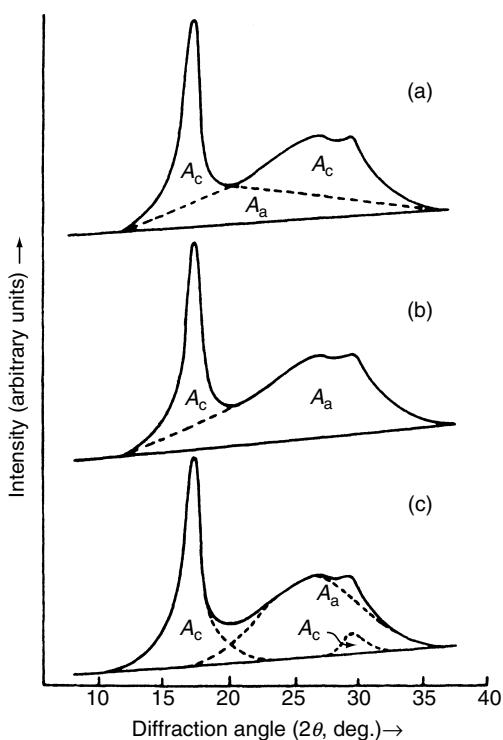 (a)
A_c
A_c
A_a
(b)
A_c
A_a
(c)
A_a
A_c
A_c
Intensity (arbitrary units) →
10 15 20 25 30 35 40
Diffraction angle (2θ, deg.)→